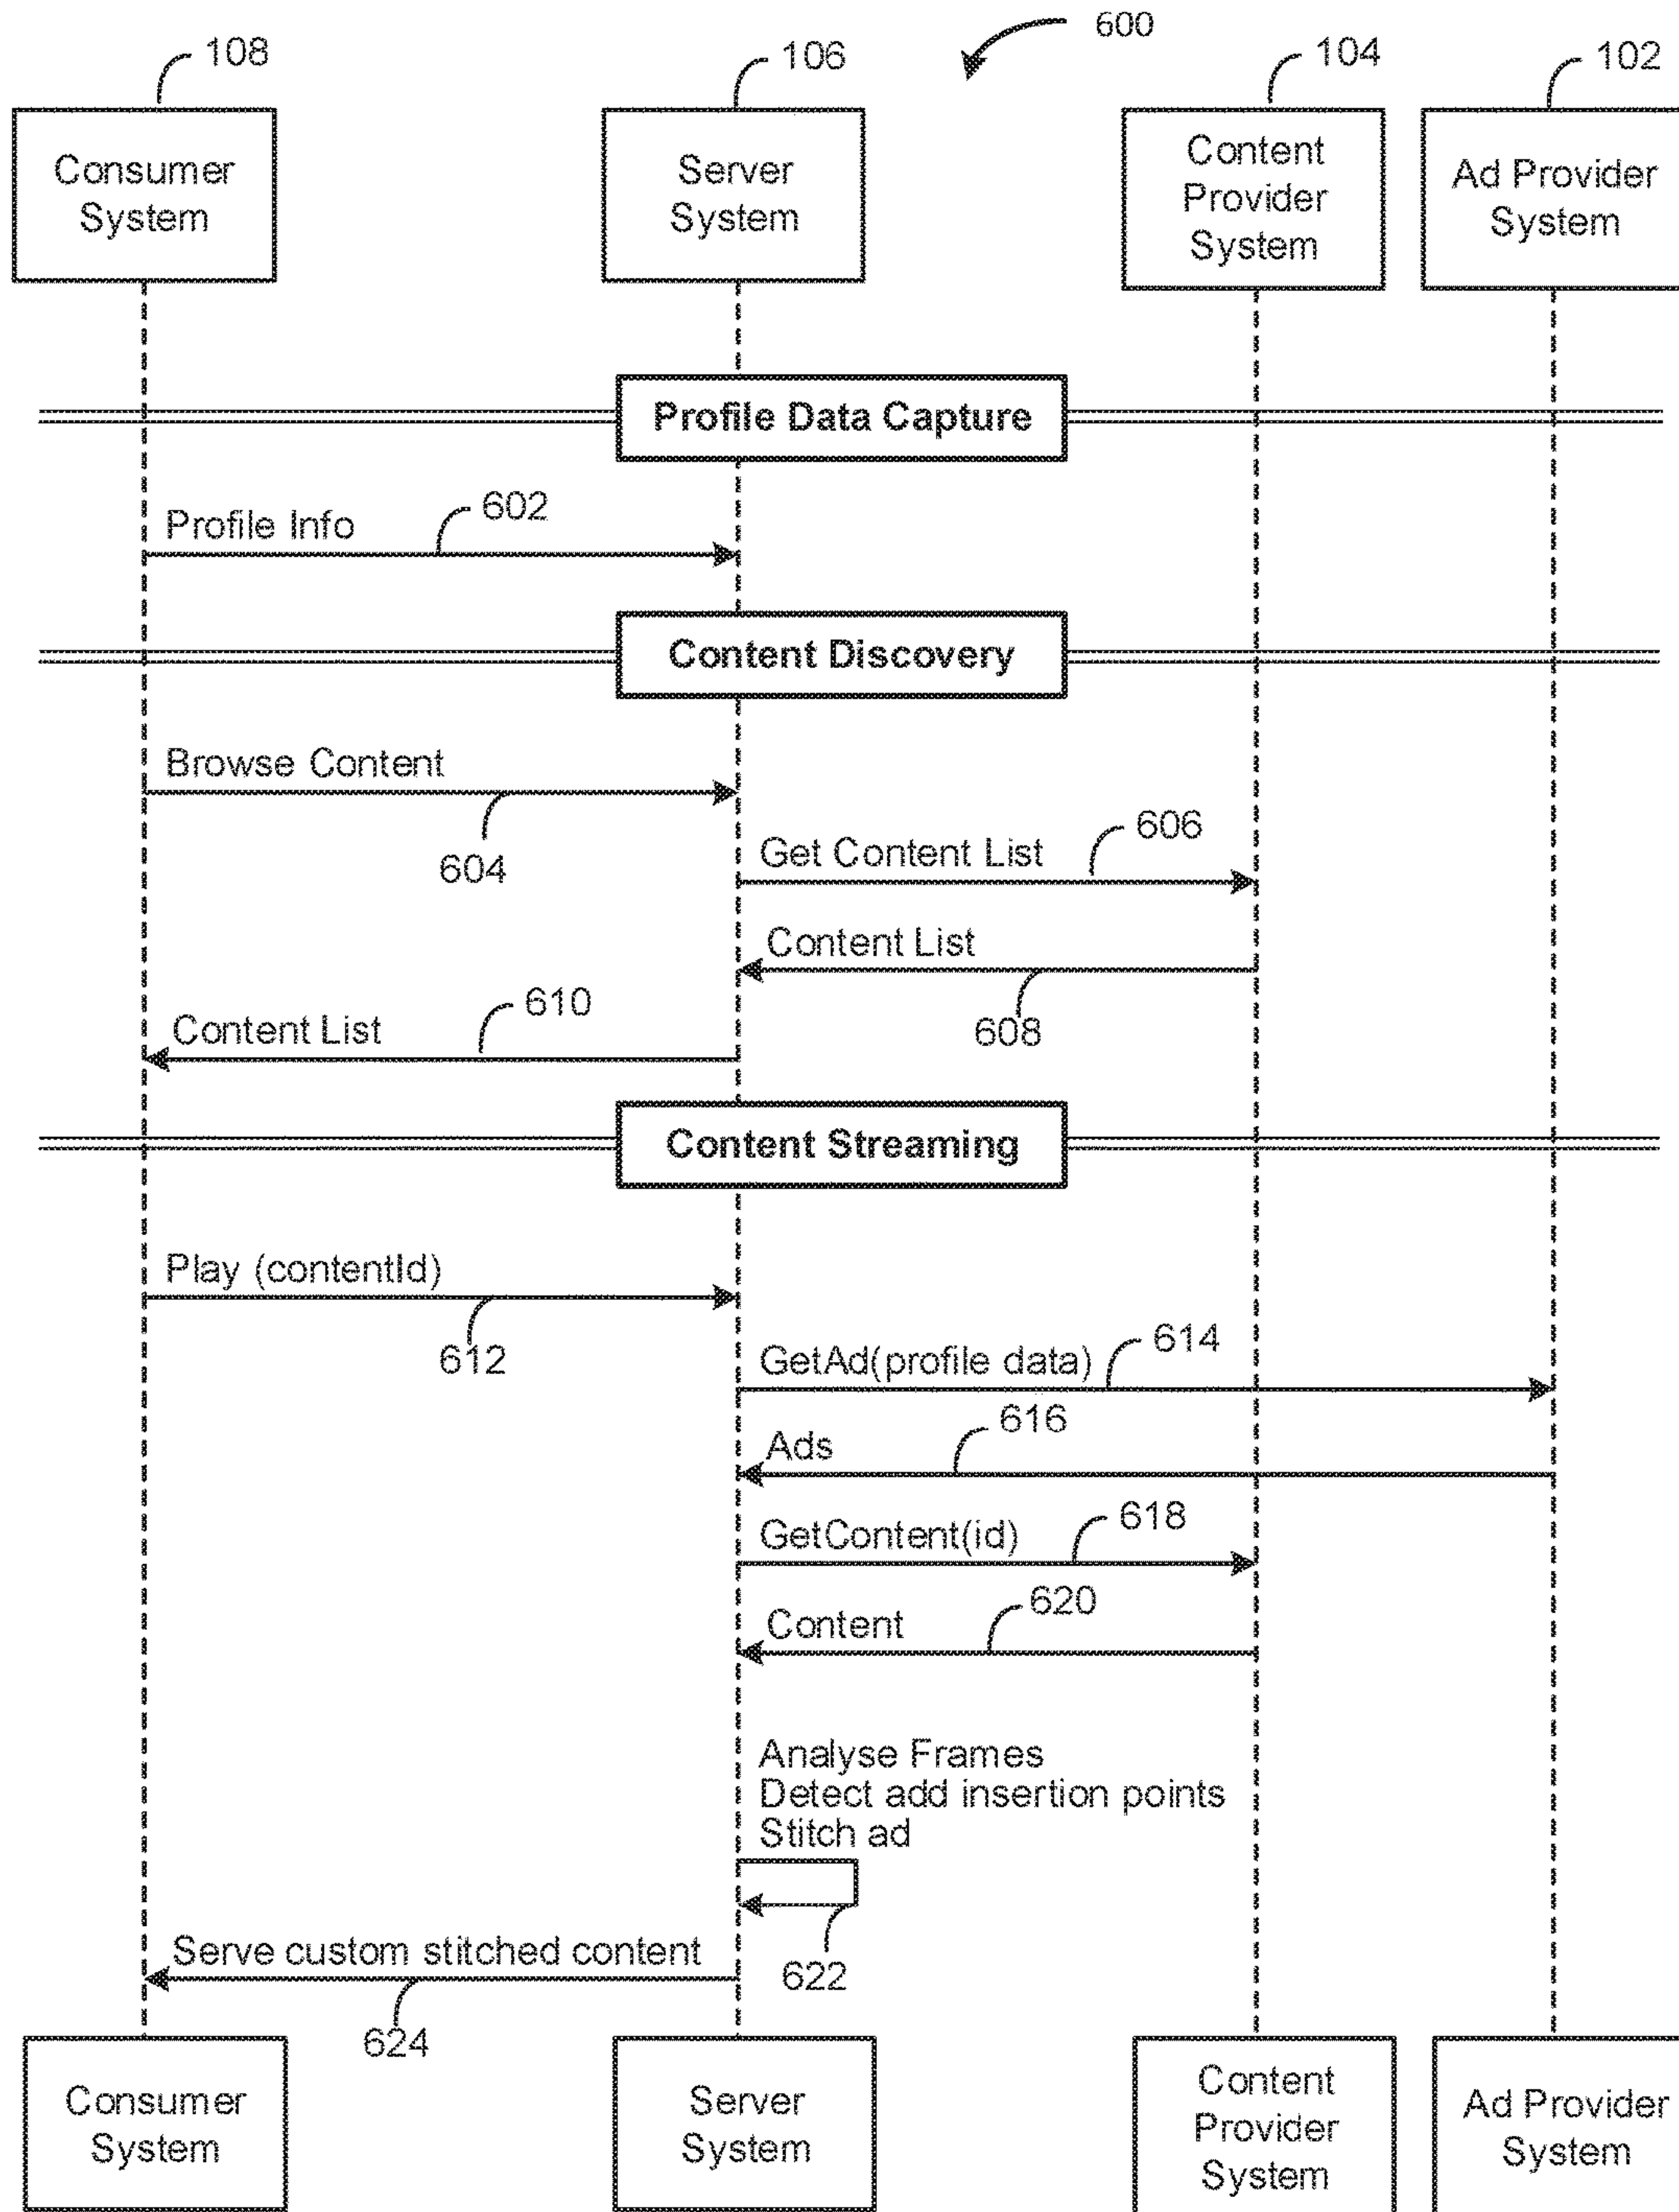 600
108
106
104
102
Consumer
System
Server
System
Content
Provider
System
Ad Provider
System
Profile Data Capture
Profile Info
602
Content Discovery
Browse Content
604
Get Content List
606
Content List
608
Content List
610
Content Streaming
Play (contentId)
612
GetAd(profile data)
614
Ads
616
GetContent(id)
618
Content
620
Analyse Frames
Detect add insertion points
Stitch ad
622
Serve custom stitched content
624
Consumer
System
Server
System
Content
Provider
System
Ad Provider
System